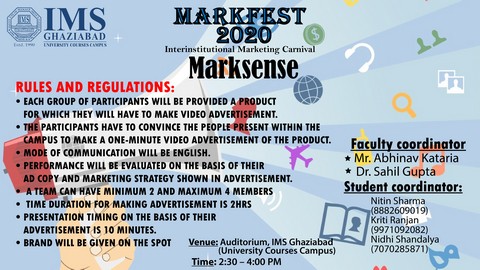 IMS
GHAZIABAD
Estd. 1990
UNIVERSITY COURSES CAMPUS
MARKFEST
2020
Interinstitutional Marketing Carnival
Marksense
RULES AND REGULATIONS:
• EACH GROUP OF PARTICIPANTS WILL BE PROVIDED A PRODUCT
FOR WHICH THEY WILL HAVE TO MAKE VIDEO ADVERTISEMENT.
• THE PARTICIPANTS HAVE TO CONVINCE THE PEOPLE PRESENT WITHIN THE
CAMPUS TO MAKE A ONE-MINUTE VIDEO ADVERTISEMENT OF THE PRODUCT.
• MODE OF COMMUNICATION WILL BE ENGLISH.
• PERFORMANCE WILL BE EVALUATED ON THE BASIS OF THEIR
AD COPY AND MARKETING STRATEGY SHOWN IN ADVERTISEMENT.
• A TEAM CAN HAVE MINIMUM 2 AND MAXIMUM 4 MEMBERS
• TIME DURATION FOR MAKING ADVERTISEMENT IS 2HRS
• PRESENTATION TIMING ON THE BASIS OF THEIR
ADVERTISEMENT IS 10 MINUTES.
• BRAND WILL BE GIVEN ON THE SPOT
Venue: Auditorium, IMS Ghaziabad
(University Courses Campus)
Time: 2:30 – 4:00 PM
Faculty coordinator
★ Mr. Abhinav Kataria
★ Dr. Sahil Gupta
Student coordinator:
Nitin Sharma
(8882609019)
Kriti Ranjan
(9971092082)
Nidhi Shandalya
(7070285871)